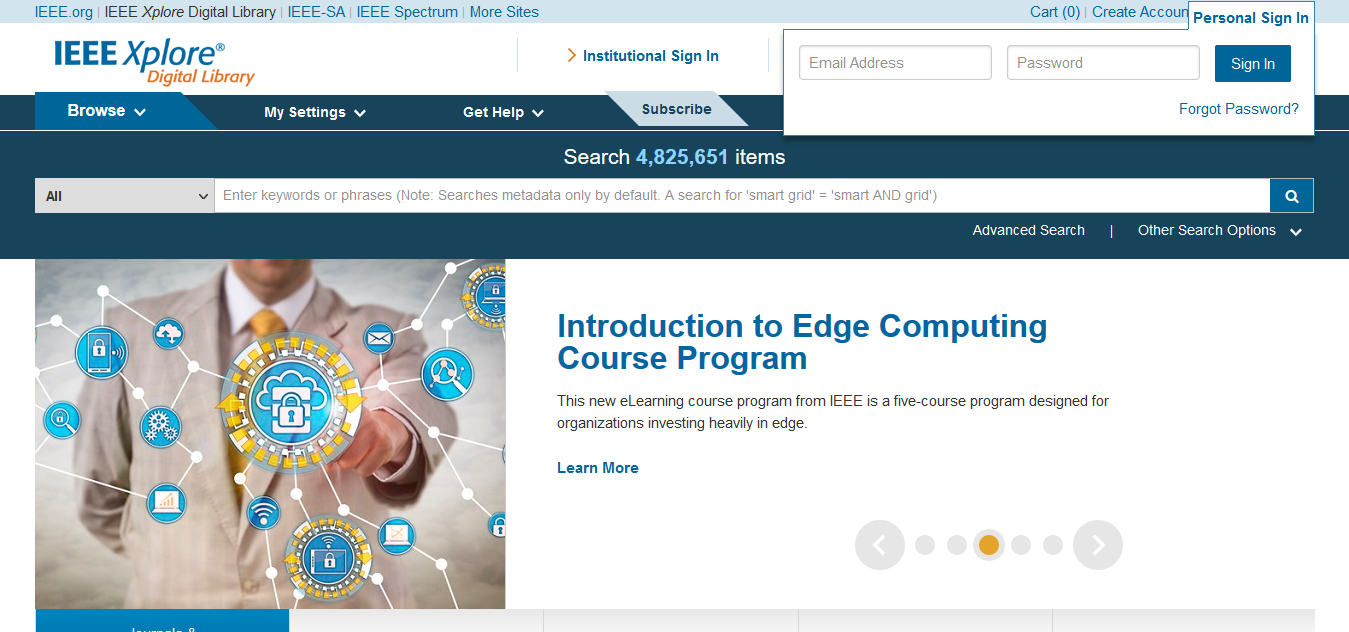 IEEE.org | IEEE Xplore Digital Library | IEEE-SA | IEEE Spectrum | More Sites
Cart (0) | Create Accoun
Personal Sign In
IEEE Xplore®
Digital Library
Institutional Sign In
Email Address
Password
Sign In
Forgot Password?
Browse
My Settings
Get Help
Subscribe
Search 4,825,651 items
All
Enter keywords or phrases (Note: Searches metadata only by default. A search for 'smart grid' = 'smart AND grid')
Advanced Search | Other Search Options
Introduction to Edge Computing
Course Program
This new eLearning course program from IEEE is a five-course program designed for
organizations investing heavily in edge.
Learn More
Journals &